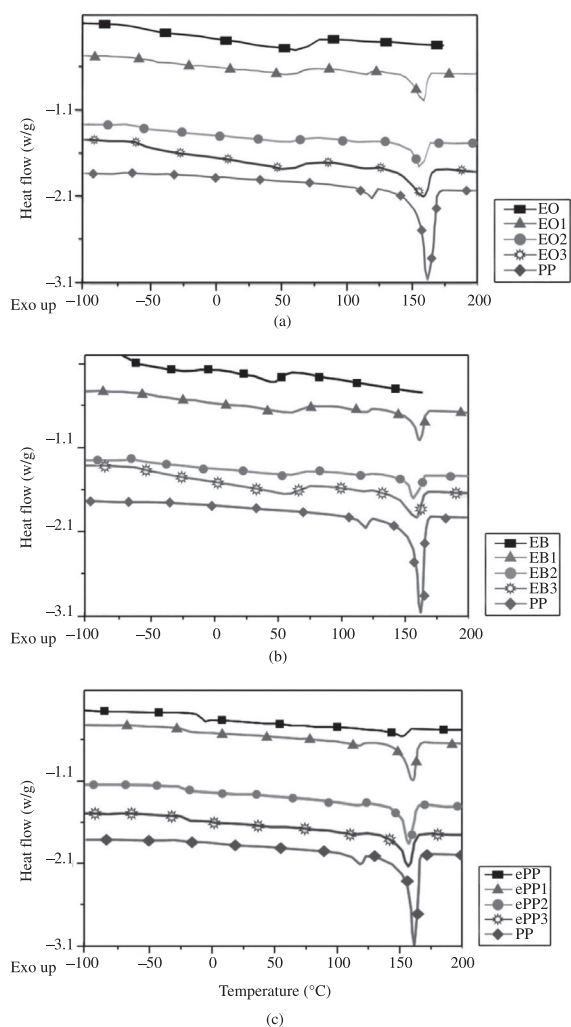 Heat flow (w/g)
−1.1
−2.1
−3.1
Exo up
−100
−50
0
50
100
150
200
(a)
EO
EO1
EO2
EO3
PP
Heat flow (w/g)
−1.1
−2.1
−3.1
Exo up
−100
−50
0
50
100
150
200
(b)
EB
EB1
EB2
EB3
PP
Heat flow (w/g)
−1.1
−2.1
−3.1
Exo up
−100
−50
0
50
100
150
200
Temperature (°C)
(c)
ePP
ePP1
ePP2
ePP3
PP